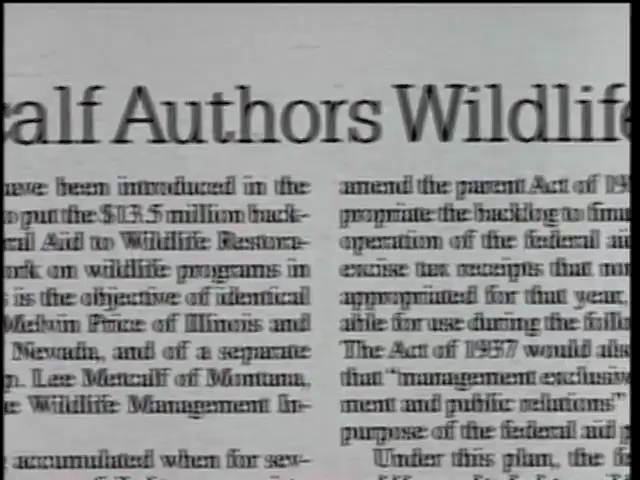 alf Authors Wildlife
ave been introduced in the
o put the $13.5 million back-
ral Aid to Wildlife Restora-
ork on wildlife programs in
is the objective of identical
Melvin Price of Illinois and
Nevada, and of a separate
p. Lee Metcalf of Montana,
e Wildlife Management In-
accumulated when for sev-
amend the parent Act of 19
propriate the backlog to fina
operation of the federal ai
excise tax receipts that
appropriated for that year,
able for use during the follo
The Act of 1937 would als
that "management exclusiv
ment and public relations"
purpose of the federal aid p
Under this plan, the fe